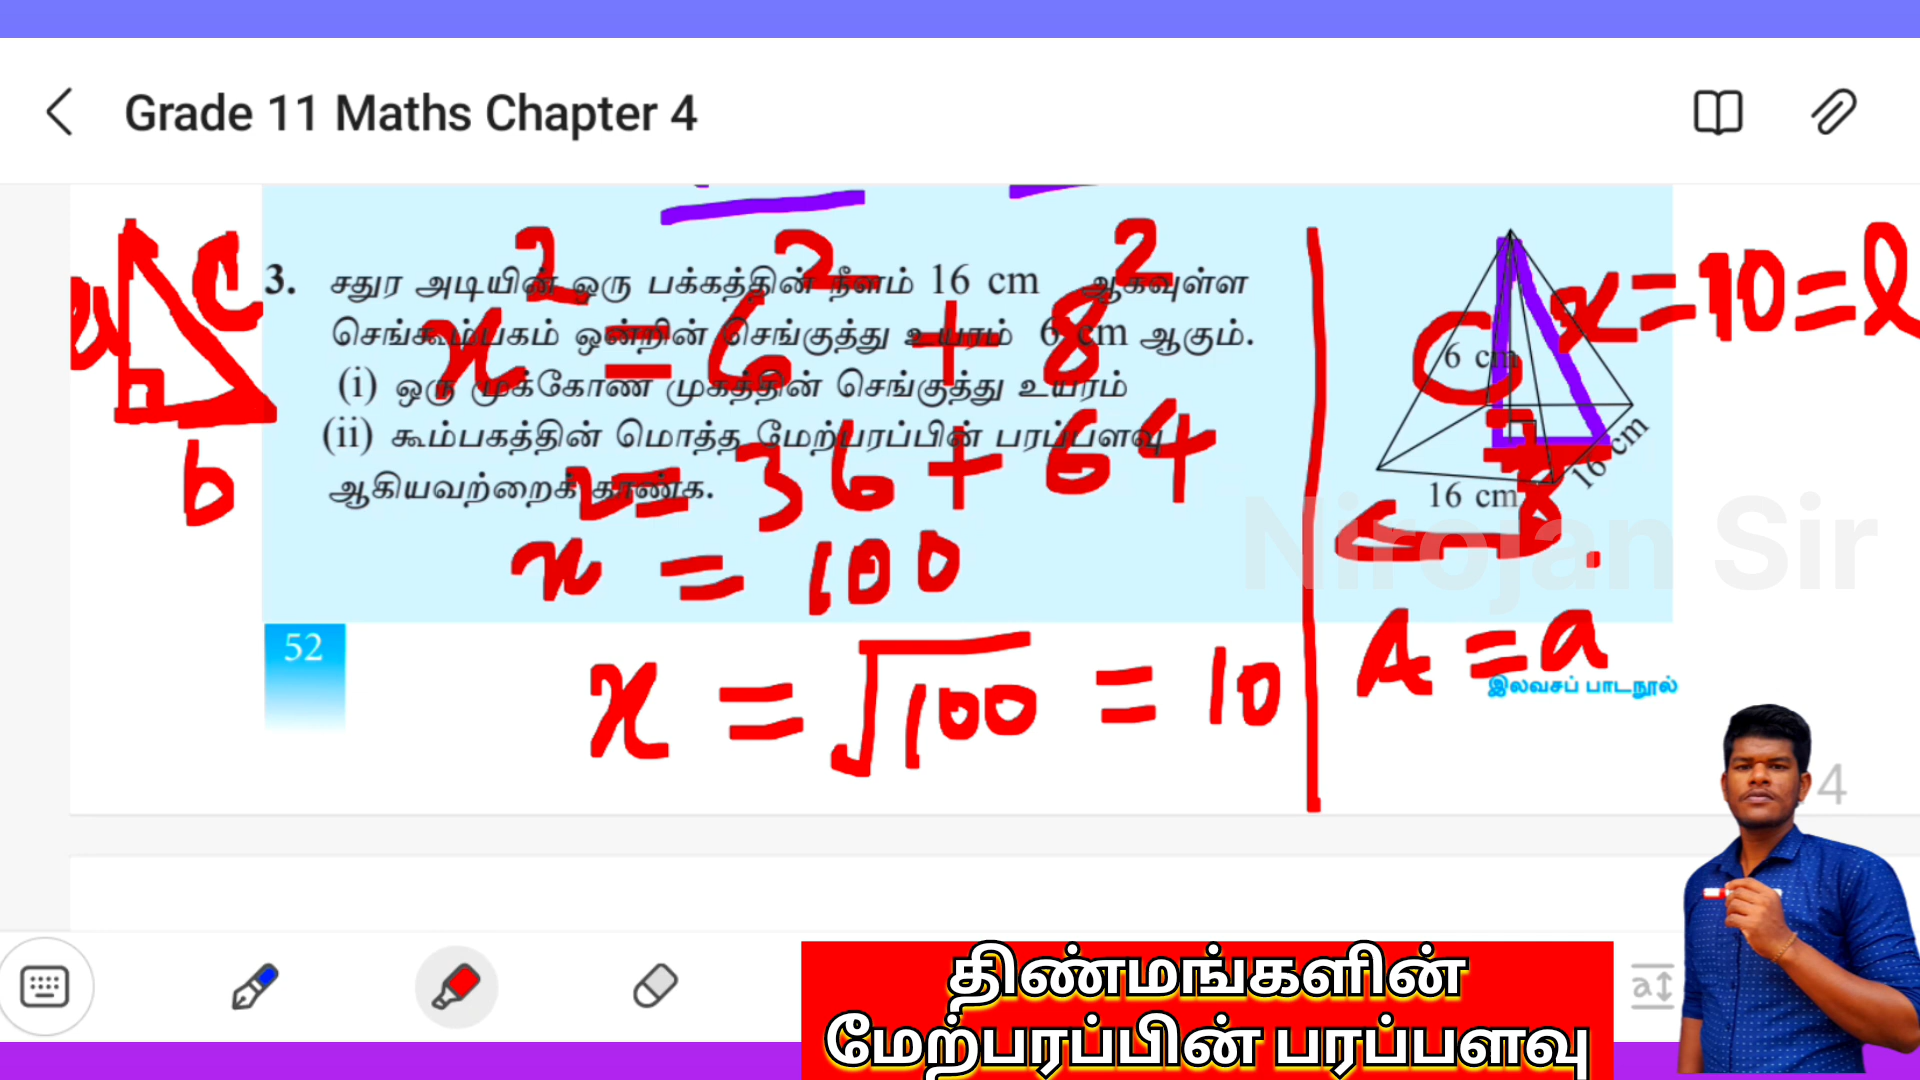 Grade 11 Maths Chapter 4
3. சதுர அடியின் ஒரு பக்கத்தின் நீளம் 16 cm ஆகவுள்ள
செங்கூம்பகம் ஒன்றின் செங்குத்து உயரம் 6 cm ஆகும்.
(i) ஒரு முக்கோண முகத்தின் செங்குத்து உயரம்
(ii) கூம்பகத்தின் மொத்த மேற்பரப்பின் பரப்பளவு
ஆகியவற்றைக் காண்க.
a
c
b
x² = 6² + 8²
= 36 + 64
x = 100
x = √100 = 10
6 cm
x = 10 = l
16 cm
16 cm
8
A = a
Nirojan Sir
52
இலவசப் பாடநூல்
4
திண்மங்களின்
மேற்பரப்பின் பரப்பளவு